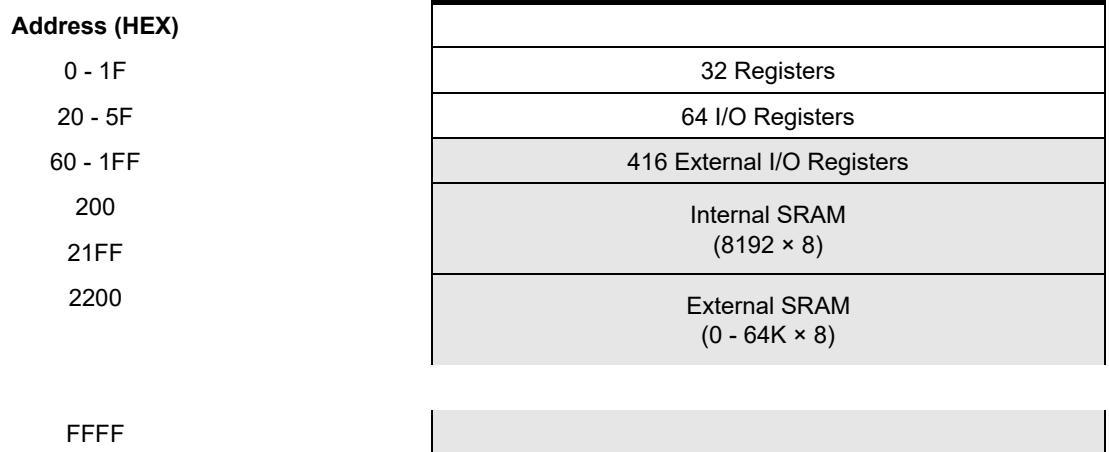 Address (HEX)
0 - 1F
32 Registers
20 - 5F
64 I/O Registers
60 - 1FF
416 External I/O Registers
200
Internal SRAM
(8192 × 8)
21FF
2200
External SRAM
(0 - 64K × 8)
FFFF